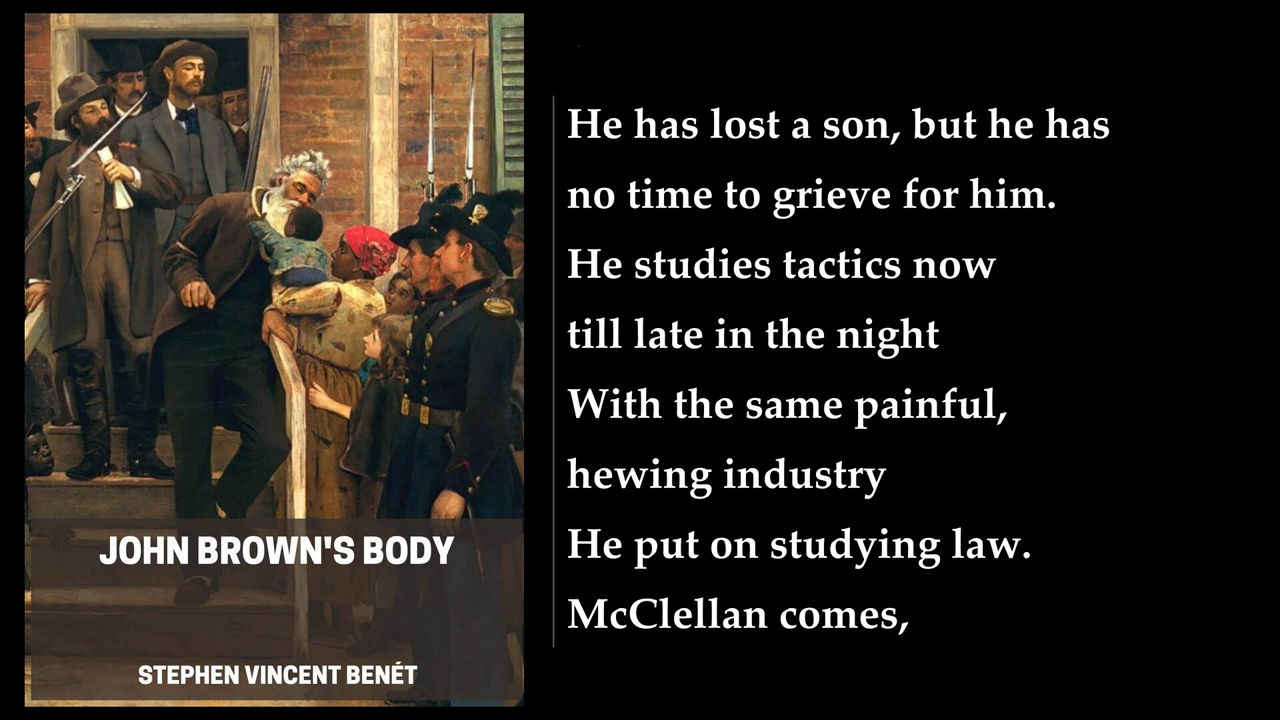 JOHN BROWN'S BODY
STEPHEN VINCENT BENÉT
He has lost a son, but he has
no time to grieve for him.
He studies tactics now
till late in the night
With the same painful,
hewing industry
He put on studying law.
McClellan comes,